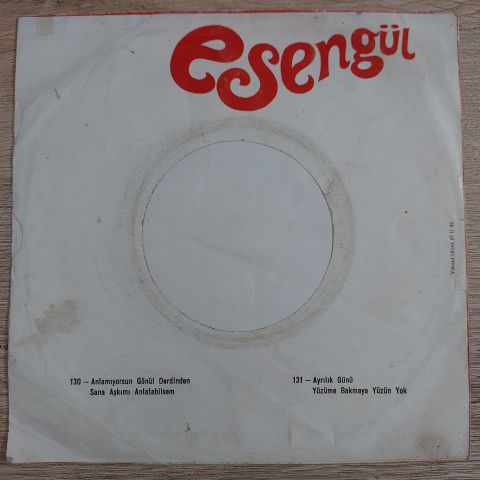 esengül
130 — Anlamıyorsun Gönül Derdinden
Sana Aşkımı Anlatabilsem
131 — Ayrılık Günü
Yüzüme Bakmaya Yüzün Yok